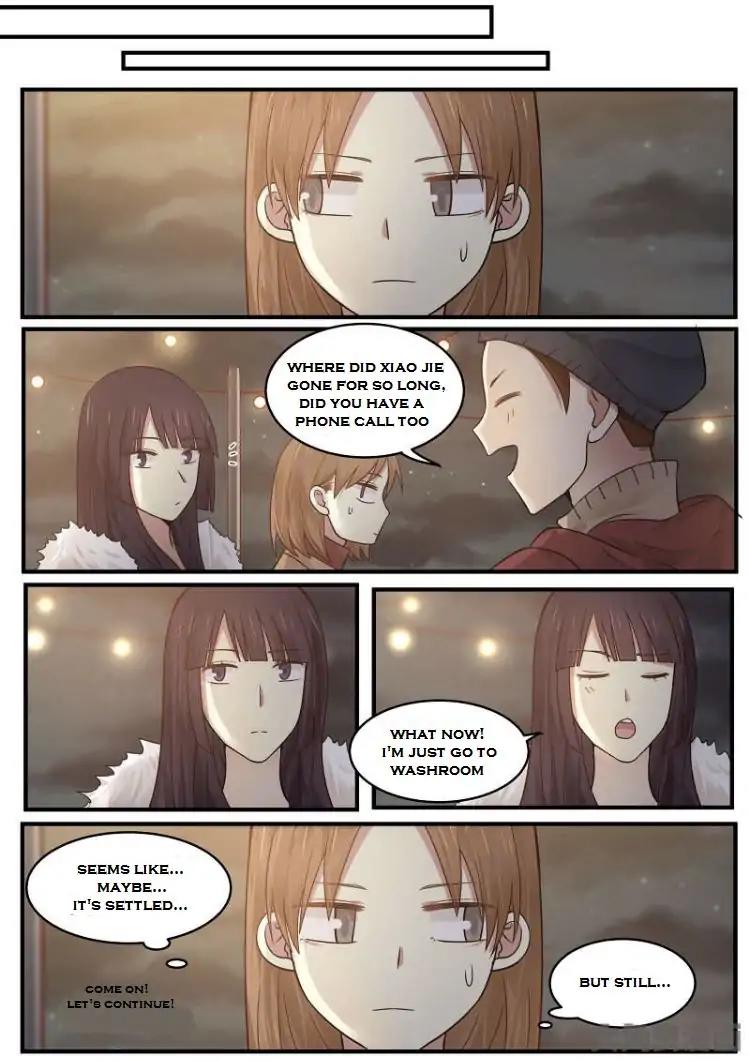 WHERE DID XIAO JIE
GONE FOR SO LONG,
DID YOU HAVE A
PHONE CALL TOO
WHAT NOW!
I'M JUST GO TO
WASHROOM
SEEMS LIKE...
MAYBE...
IT'S SETTLED...
COME ON!
LET'S CONTINUE!
BUT STILL...